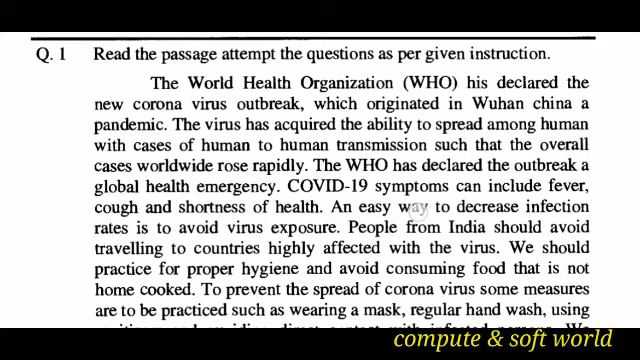 Q. 1 Read the passage attempt the questions as per given instruction.
The World Health Organization (WHO) his declared the
new corona virus outbreak, which originated in Wuhan china a
pandemic. The virus has acquired the ability to spread among human
with cases of human to human transmission such that the overall
cases worldwide rose rapidly. The WHO has declared the outbreak a
global health emergency. COVID-19 symptoms can include fever,
cough and shortness of health. An easy way to decrease infection
rates is to avoid virus exposure. People from India should avoid
travelling to countries highly affected with the virus. We should
practice for proper hygiene and avoid consuming food that is not
home cooked. To prevent the spread of corona virus some measures
are to be practiced such as wearing a mask, regular hand wash, using
compute & soft world